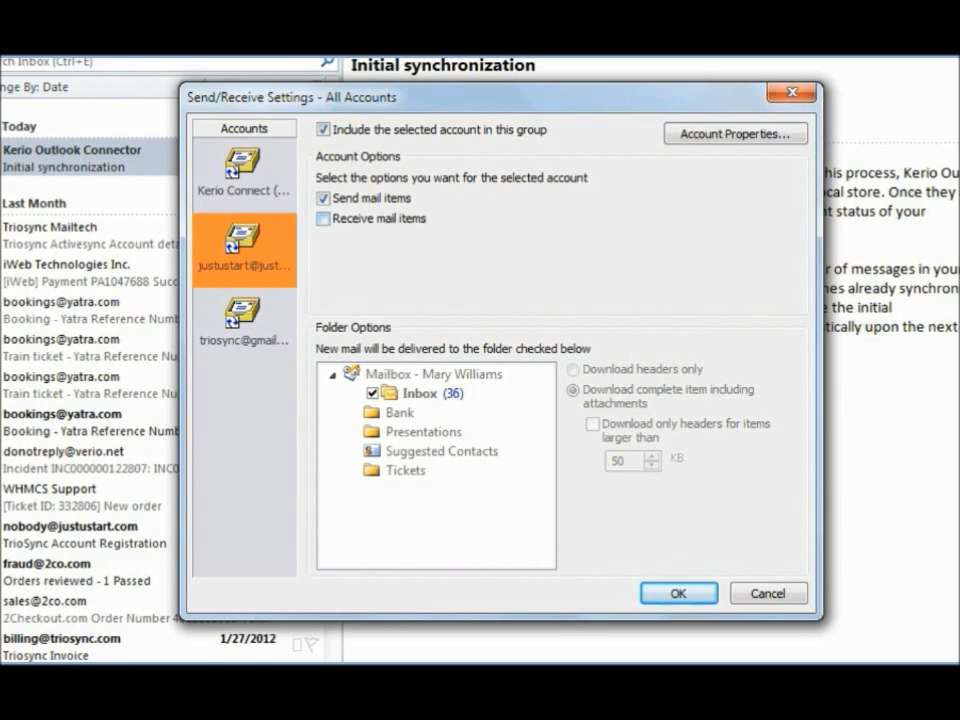 rch Inbox (Ctrl+E)
nge By: Date
Today
Kerio Outlook Connector
Initial synchronization
Last Month
Triosync Mailtech
Triosync Activesync Account deta
iWeb Technologies Inc.
[iWeb] Payment PA1047688 Succ
bookings@yatra.com
Booking - Yatra Reference Numb
bookings@yatra.com
Train ticket - Yatra Reference Nu
bookings@yatra.com
Train ticket - Yatra Reference Nu
bookings@yatra.com
Booking - Yatra Reference Numb
donotreply@verio.net
Incident INC000000122807: INC0
WHMCS Support
[Ticket ID: 332806] New order
nobody@justustart.com
TrioSync Account Registration
fraud@2co.com
Orders reviewed - 1 Passed
sales@2co.com
2Checkout.com Order Number 4
billing@triosync.com 1/27/2012
Triosync Invoice
Initial synchronization
his process, Kerio Ou
cal store. Once they
t status of your
r of messages in your
nes already synchron
e the initial
tically upon the next
Send/Receive Settings - All Accounts
Accounts
Kerio Connect (...
justustart@just...
triosync@gmail...
Include the selected account in this group
Account Properties...
Account Options
Select the options you want for the selected account
Send mail items
Receive mail items
Folder Options
New mail will be delivered to the folder checked below
Mailbox - Mary Williams
Inbox (36)
Bank
Presentations
Suggested Contacts
Tickets
Download headers only
Download complete item including
attachments
Download only headers for items
larger than
50 KB
OK Cancel